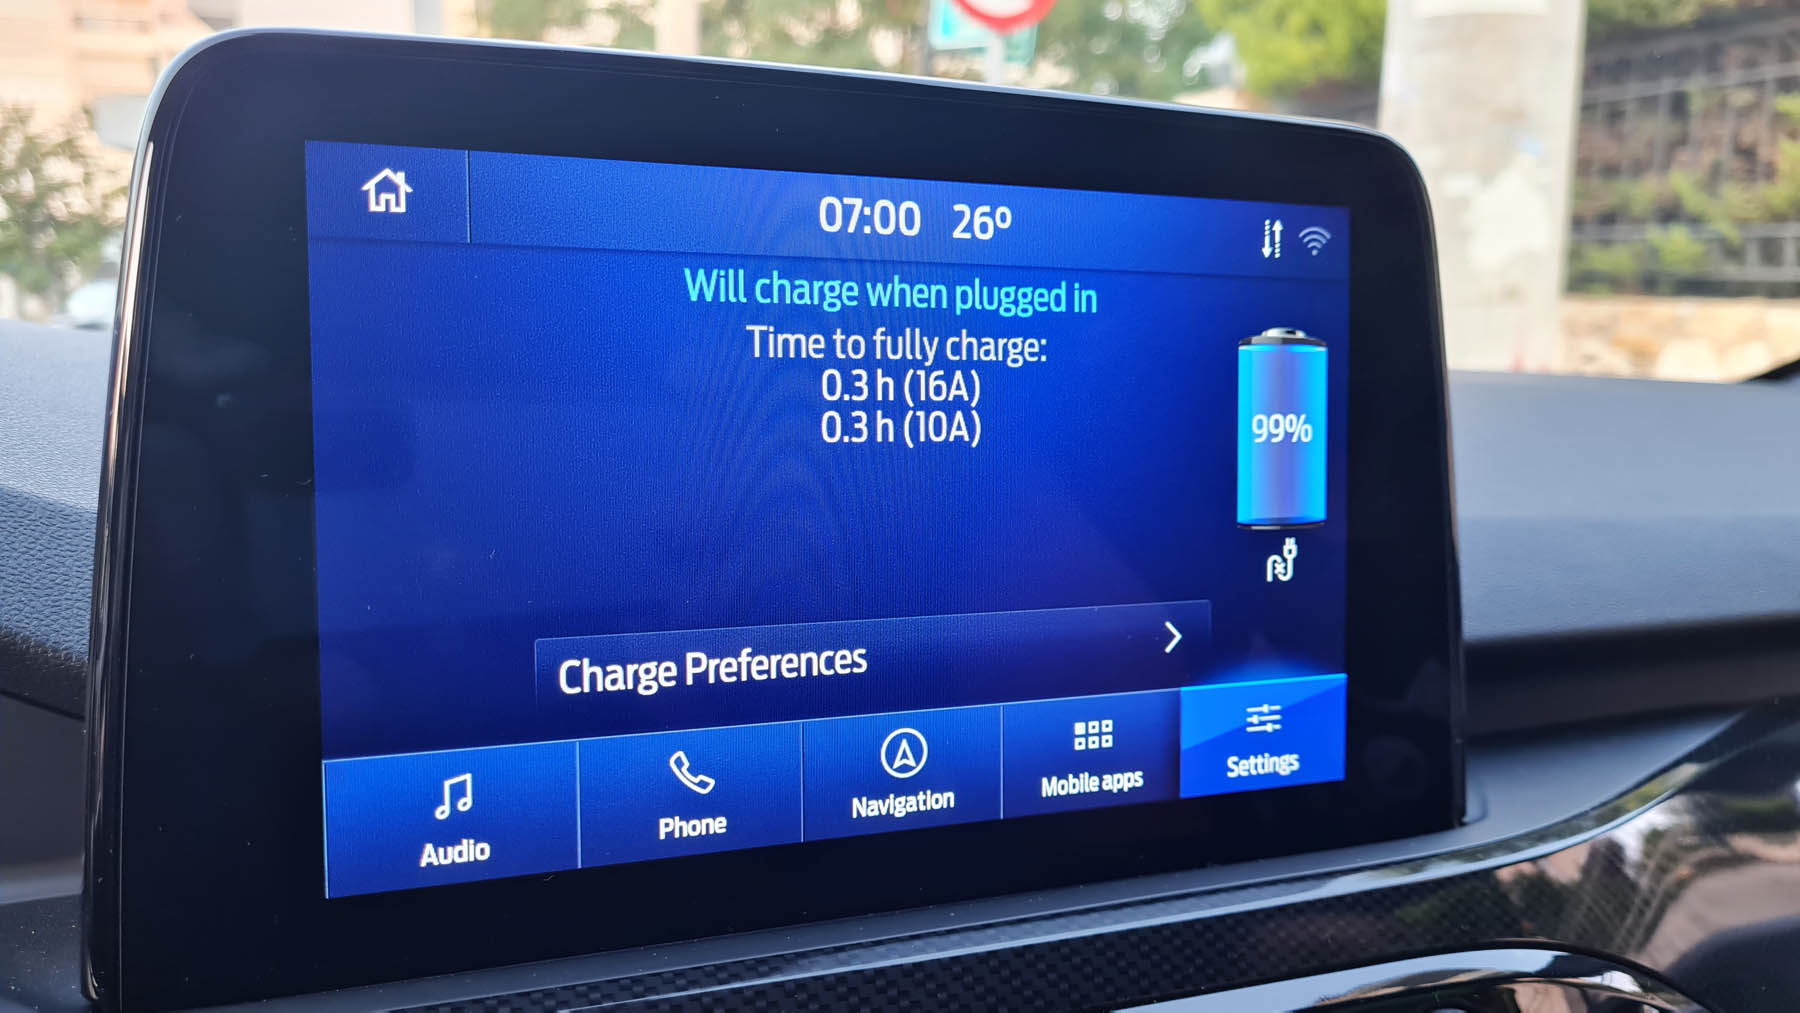 07:00 26º
Will charge when plugged in
Time to fully charge:
0.3 h (16A)
0.3 h (10A)
99%
Charge Preferences
Audio
Phone
Navigation
Mobile apps
Settings